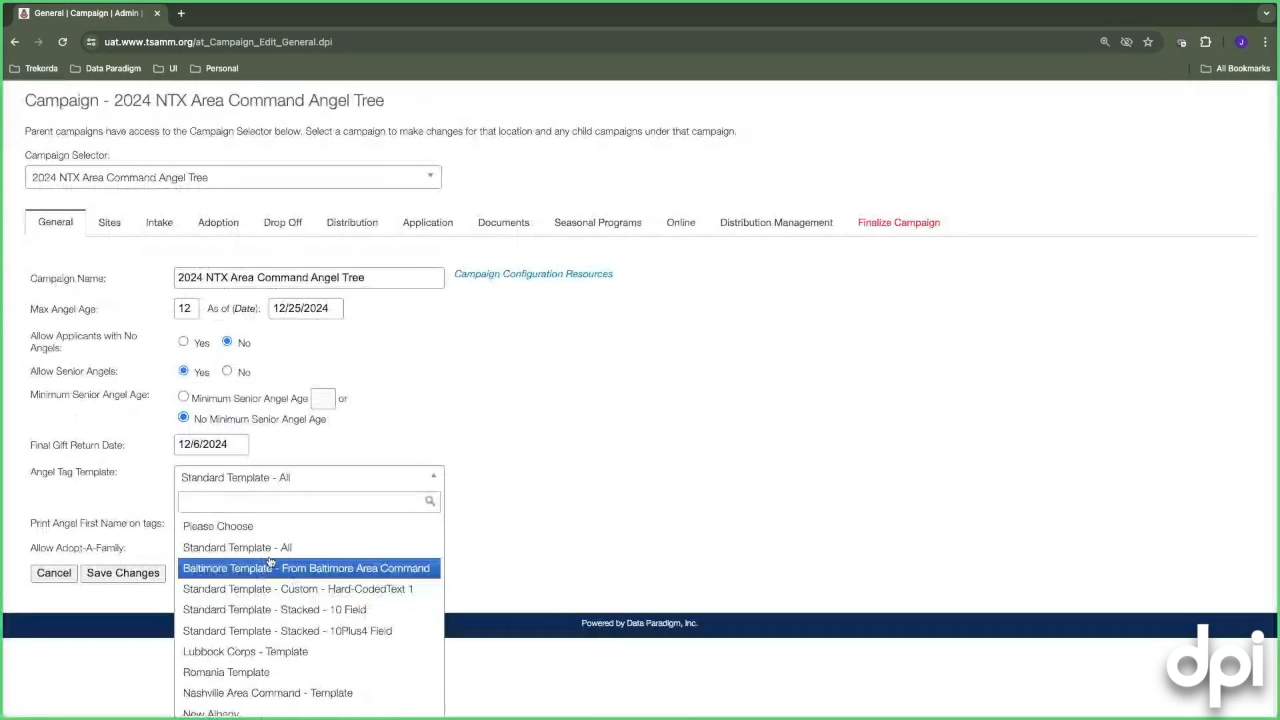 General | Campaign | Admin |
uat.www.tsamm.org/at_Campaign_Edit_General.dpi
Trekorda
Data Paradigm
UI
Personal
All Bookmarks
Campaign - 2024 NTX Area Command Angel Tree
Parent campaigns have access to the Campaign Selector below. Select a campaign to make changes for that location and any child campaigns under that campaign.
Campaign Selector:
2024 NTX Area Command Angel Tree
General Sites Intake Adoption Drop Off Distribution Application Documents Seasonal Programs Online Distribution Management Finalize Campaign
Campaign Name: 2024 NTX Area Command Angel Tree Campaign Configuration Resources
Max Angel Age: 12 As of (Date): 12/25/2024
Allow Applicants with No
Angels: Yes No
Allow Senior Angels: Yes No
Minimum Senior Angel Age: Minimum Senior Angel Age or
No Minimum Senior Angel Age
Final Gift Return Date: 12/6/2024
Angel Tag Template: Standard Template - All
Please Choose
Print Angel First Name on tags:
Standard Template - All
Allow Adopt-A-Family:
Baltimore Template - From Baltimore Area Command
Cancel Save Changes
Standard Template - Custom - Hard-CodedText 1
Standard Template - Stacked - 10 Field
Powered by Data Paradigm, Inc.
Standard Template - Stacked - 10Plus4 Field
Lubbock Corps - Template
Romania Template
Nashville Area Command - Template
New Albany
dpi